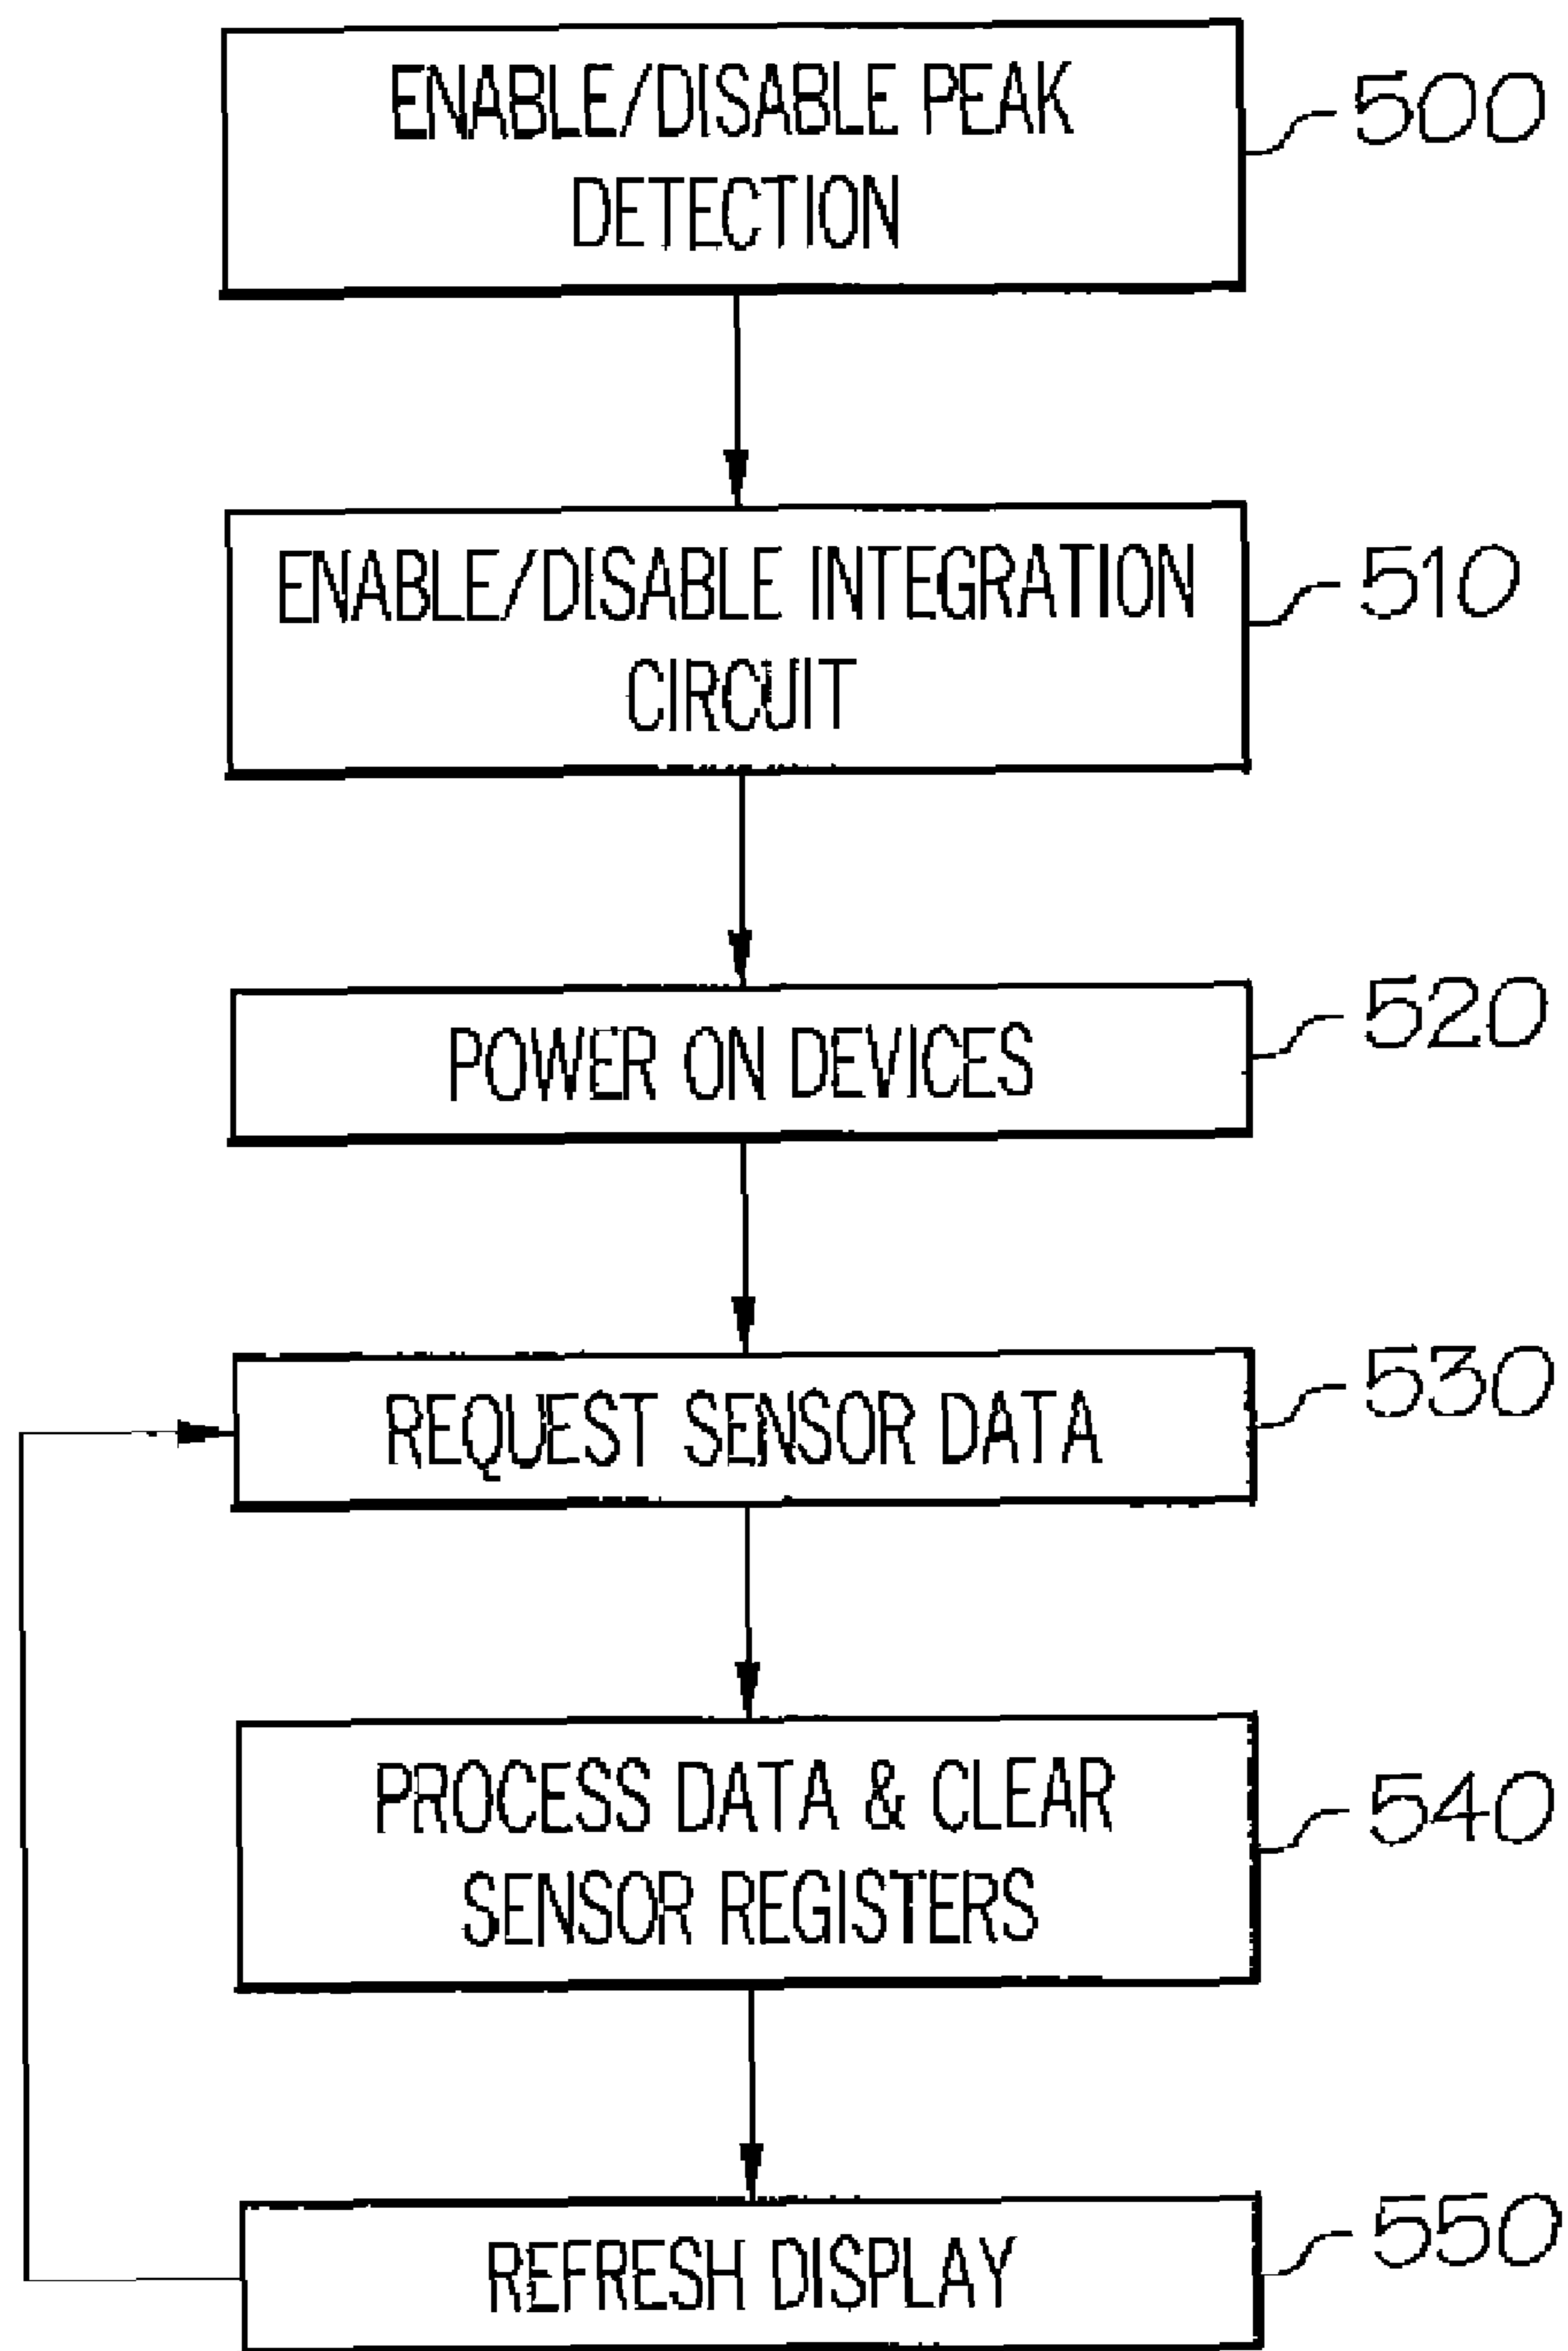 ENABLE/DISABLE PEAK
DETECTION
500
ENABLE/DISABLE INTEGRATION
CIRCUIT
510
POWER ON DEVICES
520
REQUEST SENSOR DATA
530
PROCESS DATA & CLEAR
SENSOR REGISTERS
540
REFRESH DISPLAY
550